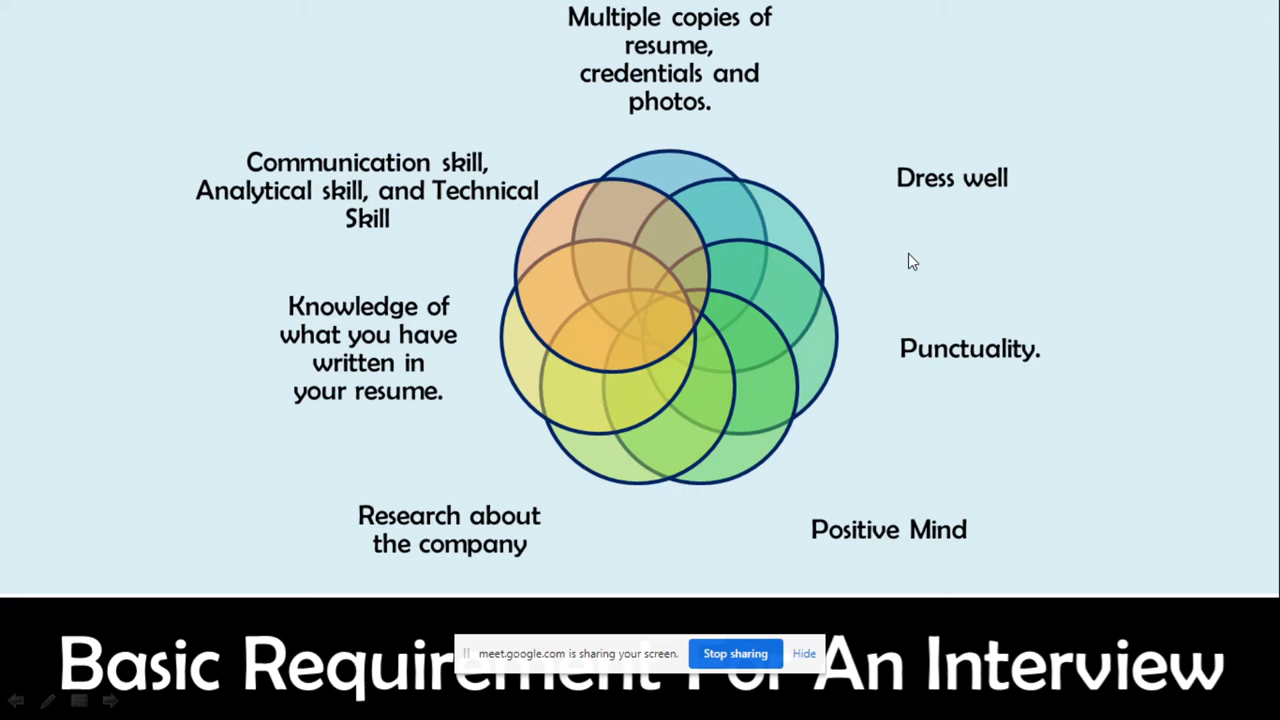 Multiple copies of
resume,
credentials and
photos.
Communication skill,
Analytical skill, and Technical
Skill
Dress well
Knowledge of
what you have
written in
your resume.
Punctuality.
Research about
the company
Positive Mind
Basic Requirement For An Interview
meet.google.com is sharing your screen.
Stop sharing
Hide